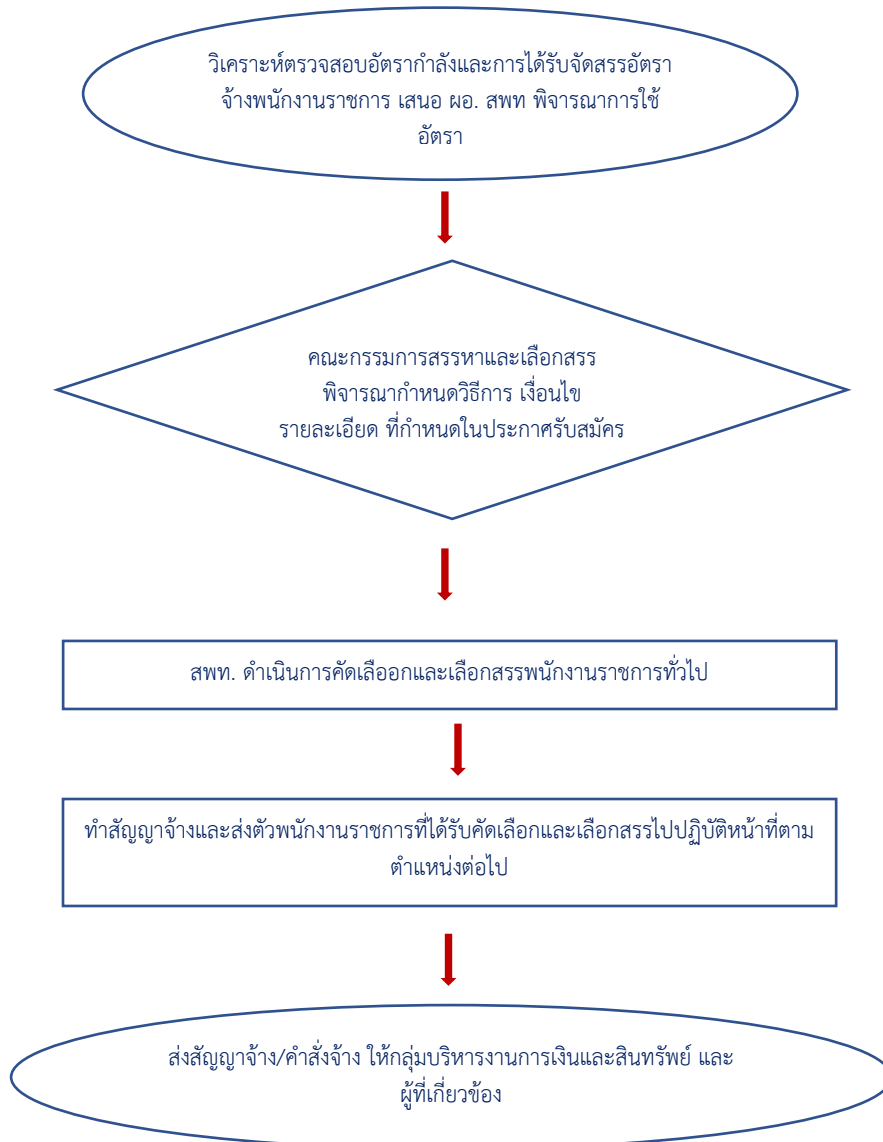 วิเคราะห์ตรวจสอบอัตรากำลังและการได้รับจัดสรรอัตรา
จ้างพนักงานราชการ เสนอ ผอ. สพท พิจารณาการใช้
อัตรา
คณะกรรมการสรรหาและเลือกสรร
พิจารณากำหนดวิธีการ เงื่อนไข
รายละเอียด ที่กำหนดในประกาศรับสมัคร
สพท. ดำเนินการคัดเลืออกและเลือกสรรพนักงานราชการทั่วไป
ทำสัญญาจ้างและส่งตัวพนักงานราชการที่ได้รับคัดเลือกและเลือกสรรไปปฏิบัติหน้าที่ตาม
ตำแหน่งต่อไป
ส่งสัญญาจ้าง/คำสั่งจ้าง ให้กลุ่มบริหารงานการเงินและสินทรัพย์ และ
ผู้ที่เกี่ยวข้อง